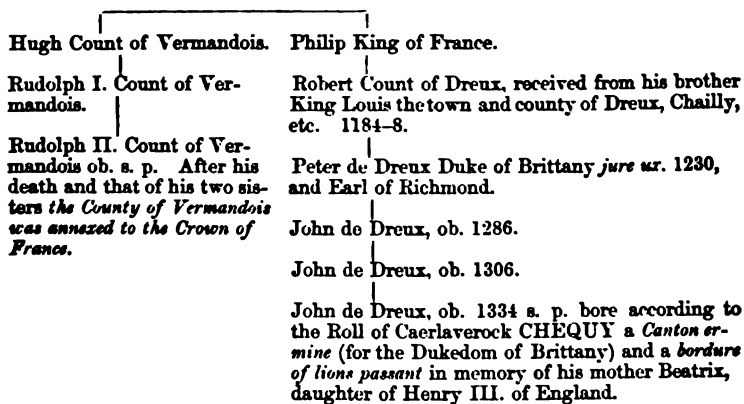 Hugh Count of Vermandois.
Rudolph I. Count of Ver-
mandois.
Rudolph II. Count of Ver-
mandois ob. s. p. After his
death and that of his two sis-
ters the County of Vermandois
was annexed to the Crown of
France.
Philip King of France.
Robert Count of Dreux, received from his brother
King Louis the town and county of Dreux, Chailly,
etc. 1184-8.
Peter de Dreux Duke of Brittany jure ux. 1230,
and Earl of Richmond.
John de Dreux, ob. 1286.
John de Dreux, ob. 1306.
John de Dreux, ob. 1334 s. p. bore according to
the Roll of Caerlaverock CHEQUY a Canton er-
mine (for the Dukedom of Brittany) and a bordure
of lions passant in memory of his mother Beatrix,
daughter of Henry III. of England.